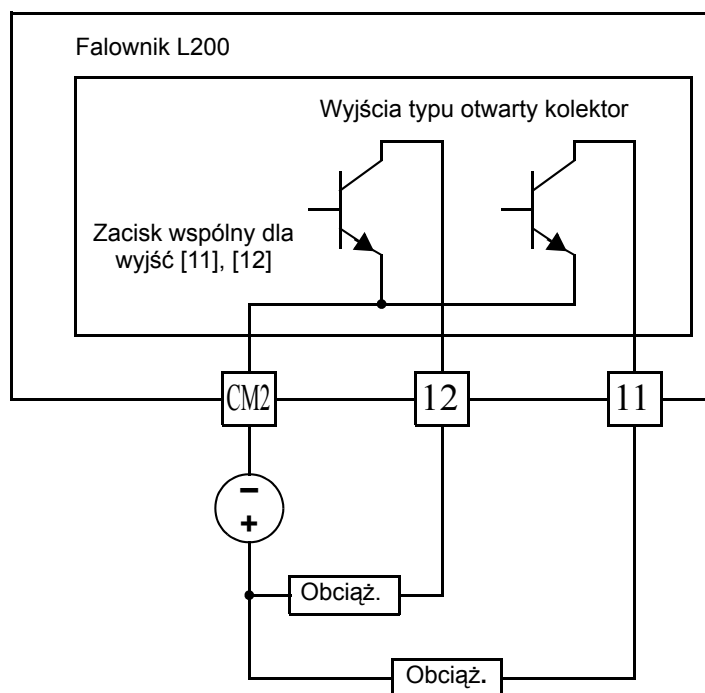 Falownik L200
Wyjścia typu otwarty kolektor
Zacisk wspólny dla
wyjść [11], [12]
CM2
12
11
−
+
Obciąż.
Obciąż.